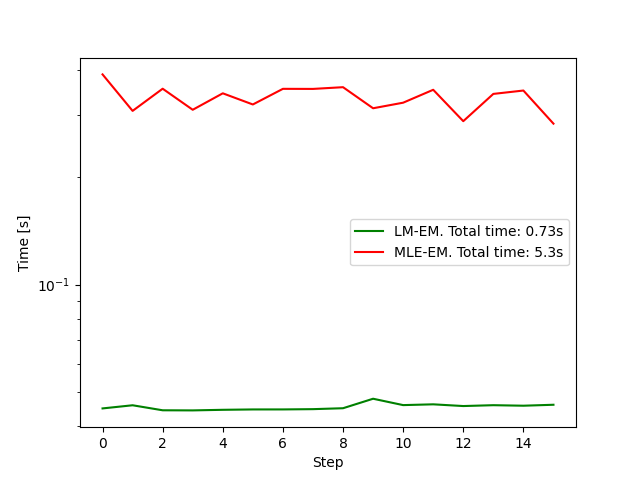 Time [s]
10⁻¹
LM-EM. Total time: 0.73s
MLE-EM. Total time: 5.3s
0 2 4 6 8 10 12 14
Step